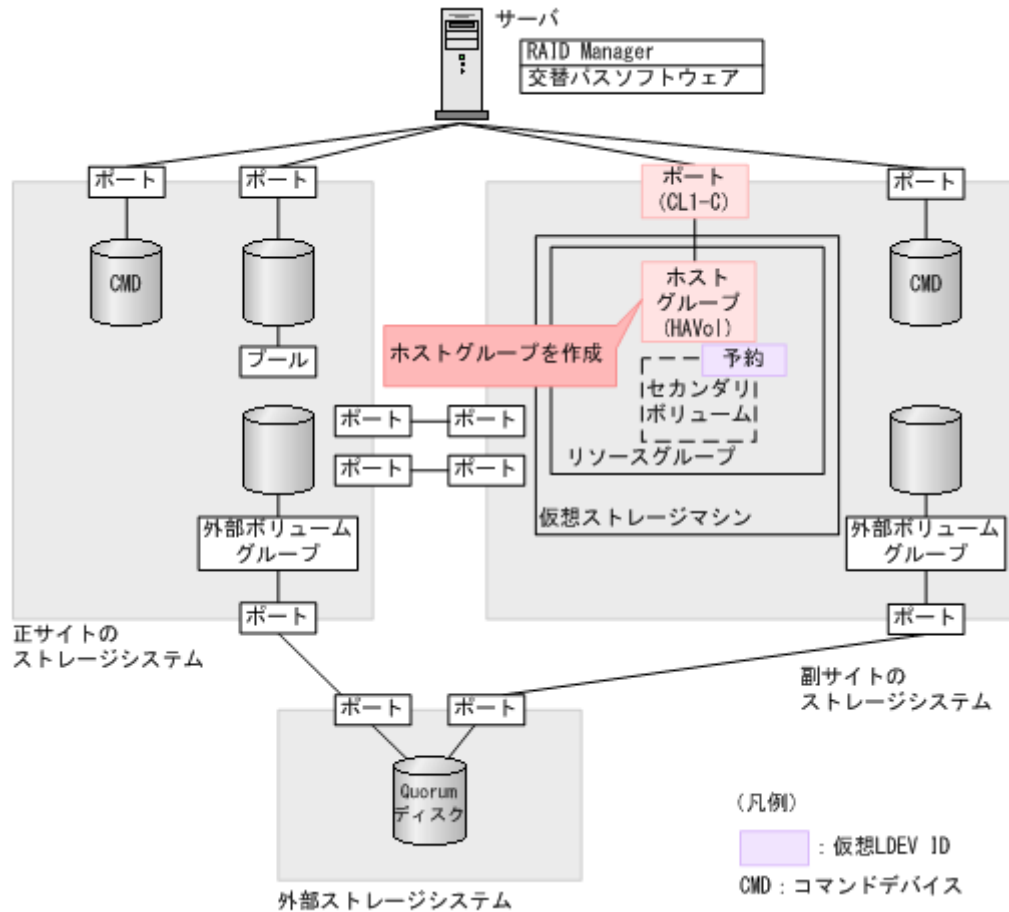 サーバ
RAID Manager
交替パスソフトウェア
ポート
ポート
ポート
(CL1-C)
ポート
CMD
ホスト
グループ
(HAVol)
CMD
ホストグループを作成
プール
予約
セカンダリ
ボリューム
ポート
ポート
リソースグループ
ポート
ポート
仮想ストレージマシン
外部ボリューム
グループ
外部ボリューム
グループ
ポート
ポート
正サイトの
ストレージシステム
副サイトの
ストレージシステム
ポート
ポート
Quorum
ディスク
(凡例)
:仮想LDEV ID
CMD:コマンドデバイス
外部ストレージシステム